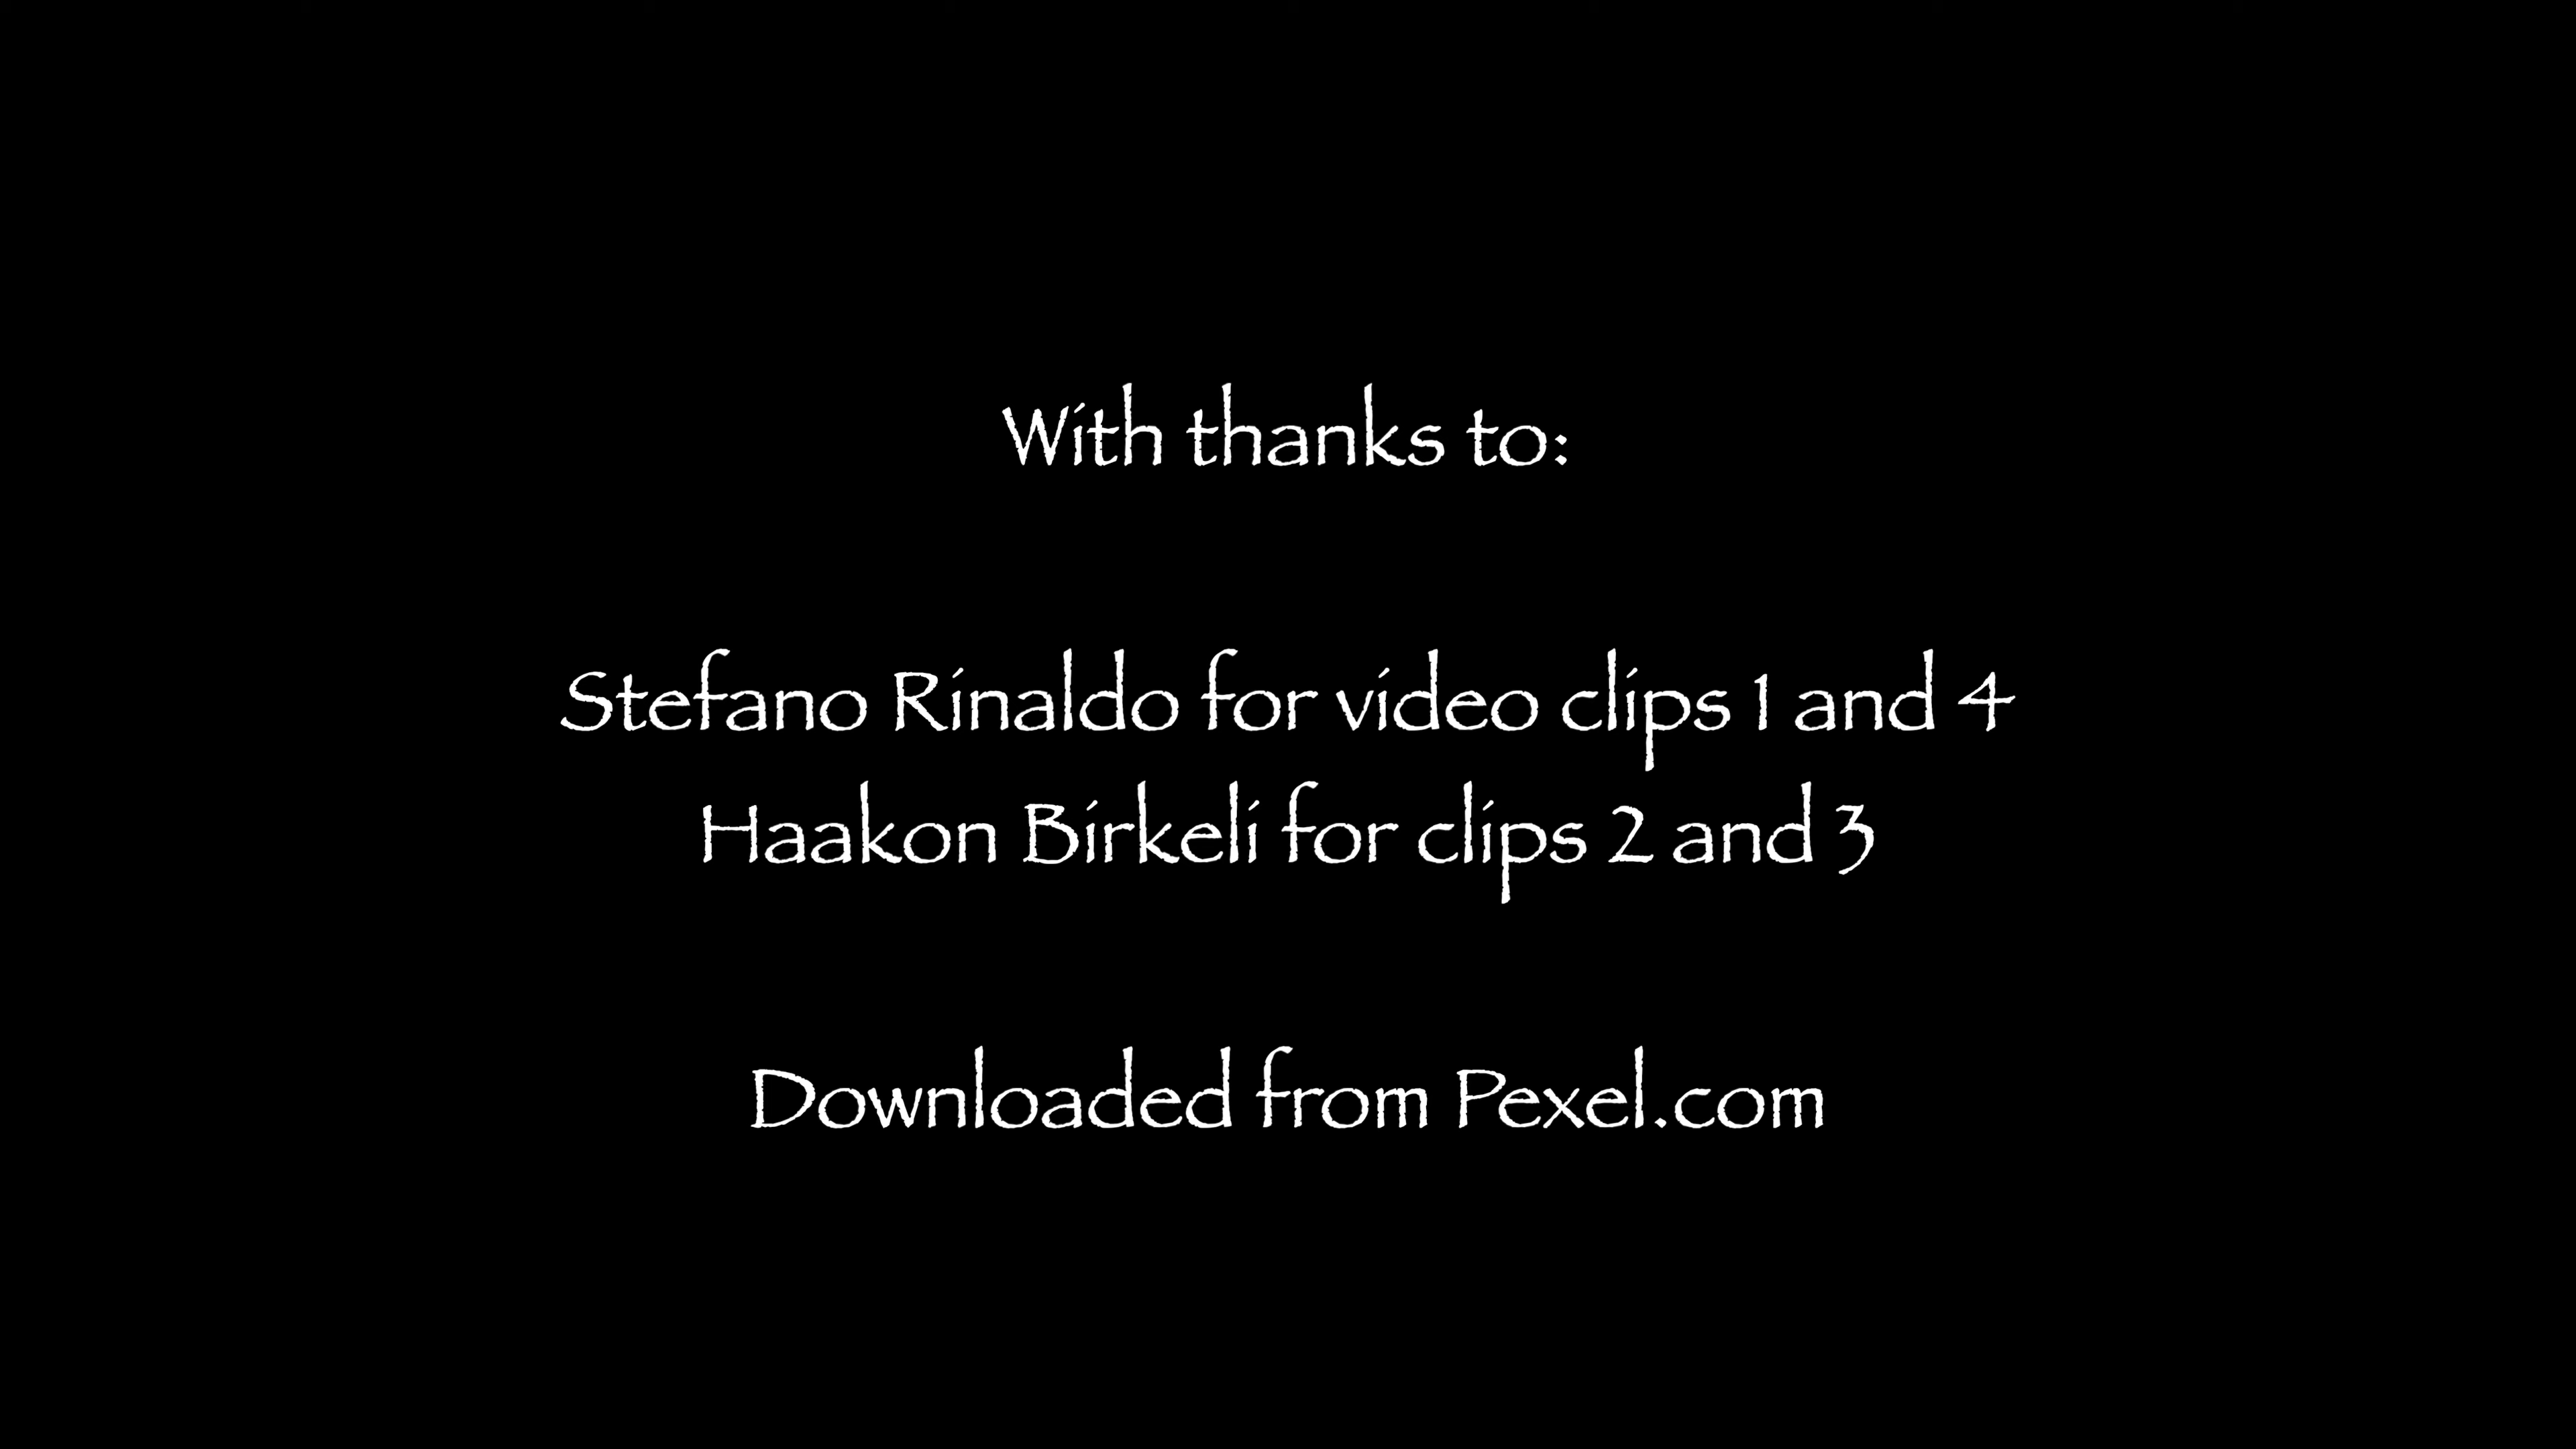 With thanks to:
Stefano Rinaldo for video clips 1 and 4
Haakon Birkeli for clips 2 and 3
Downloaded from Pexel.com